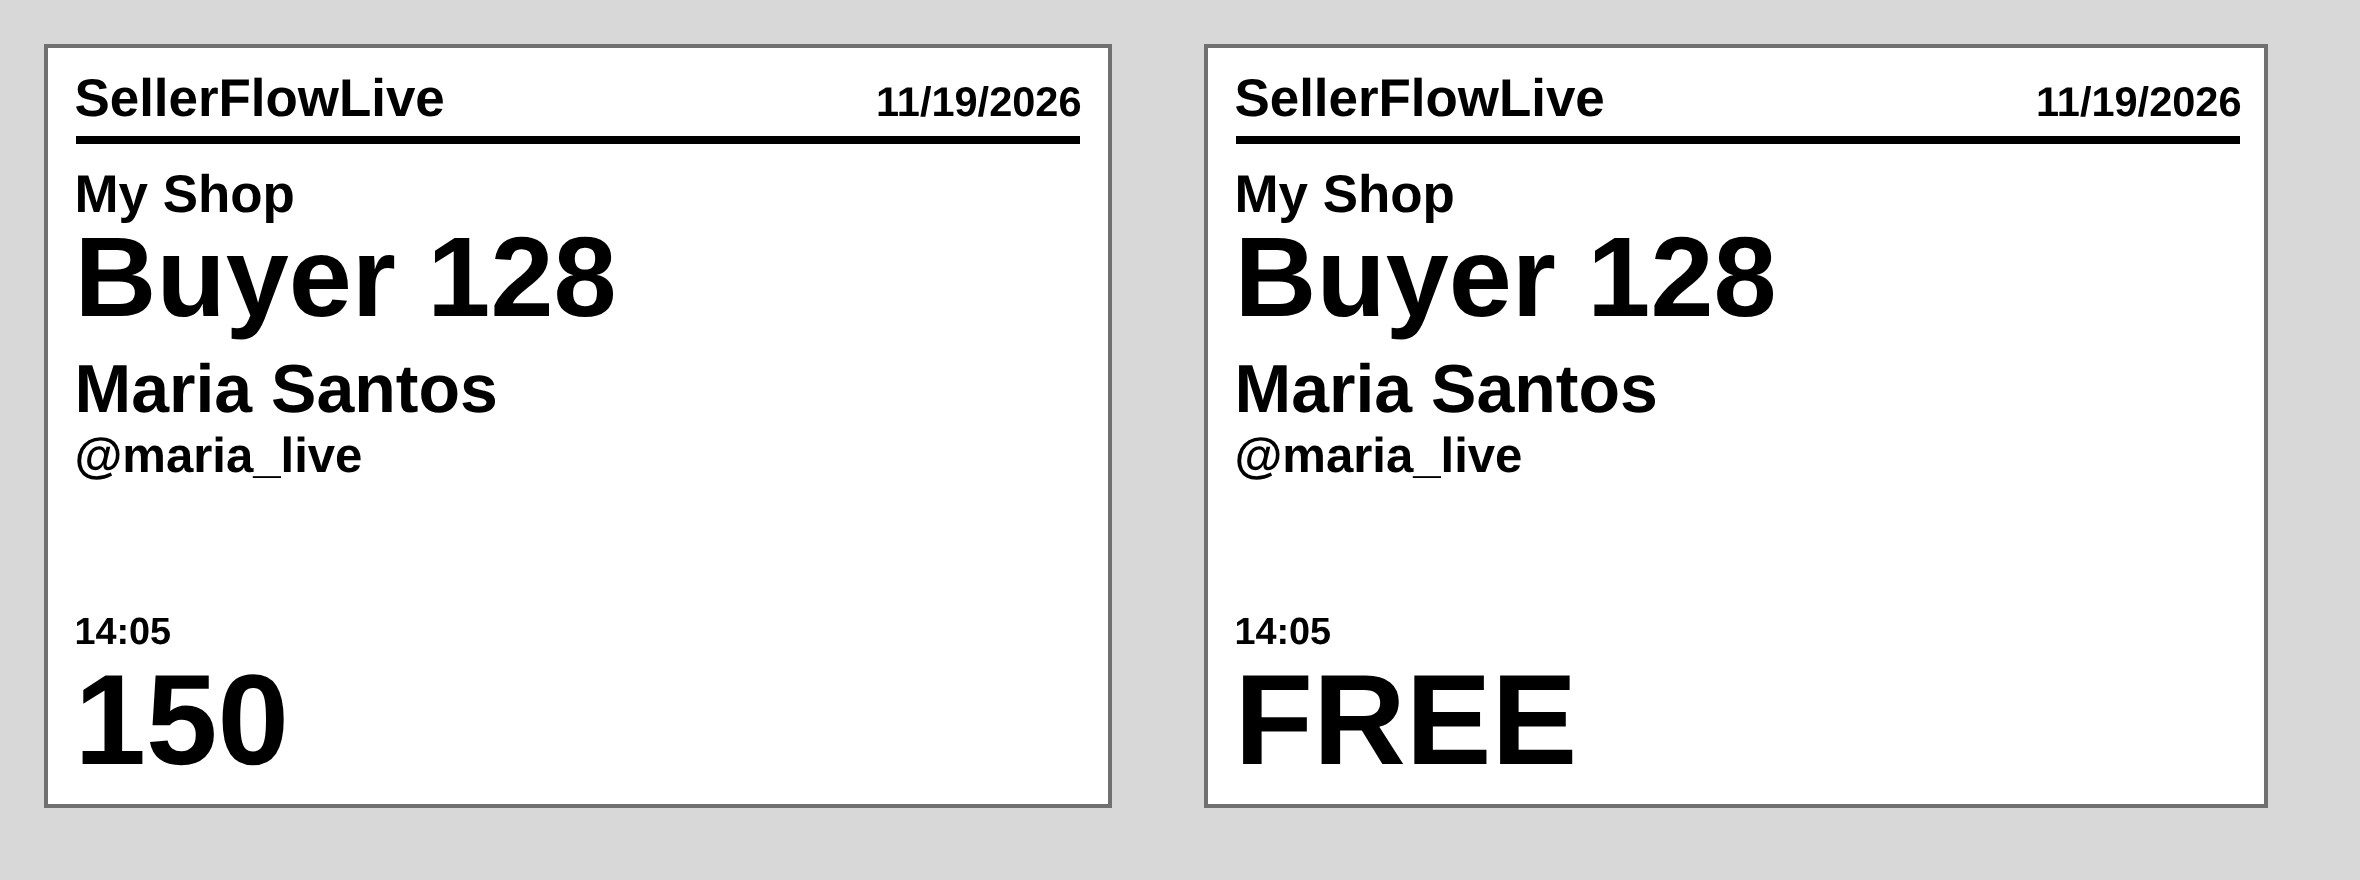 SellerFlowLive 11/19/2026
My Shop
Buyer 128
Maria Santos
@maria_live
14:05
150
SellerFlowLive 11/19/2026
My Shop
Buyer 128
Maria Santos
@maria_live
14:05
FREE